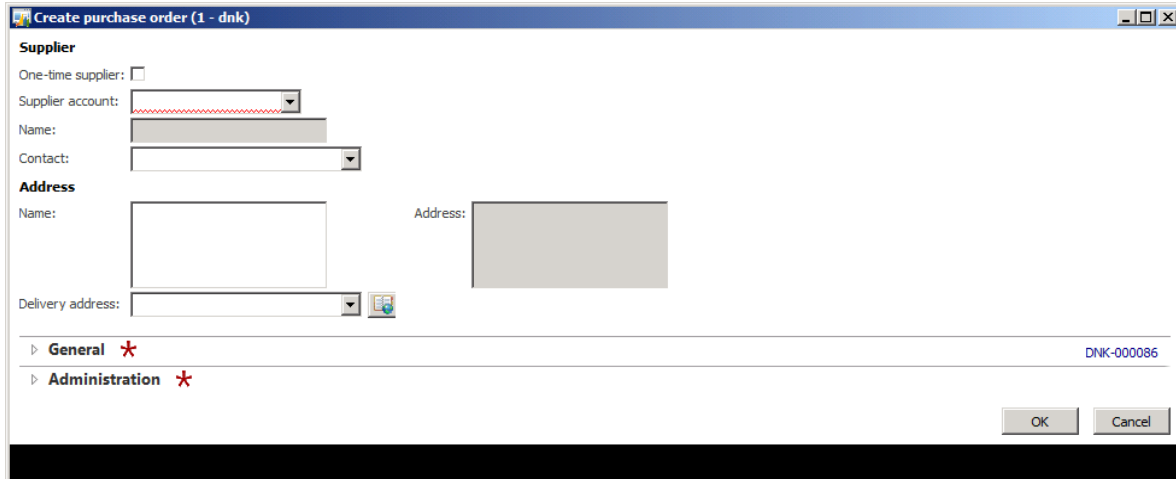 Create purchase order (1 - dnk)
Supplier
One-time supplier:
Supplier account:
Name:
Contact:
Address
Name: Address:
Delivery address:
General * DNK-000086
Administration *
OK Cancel